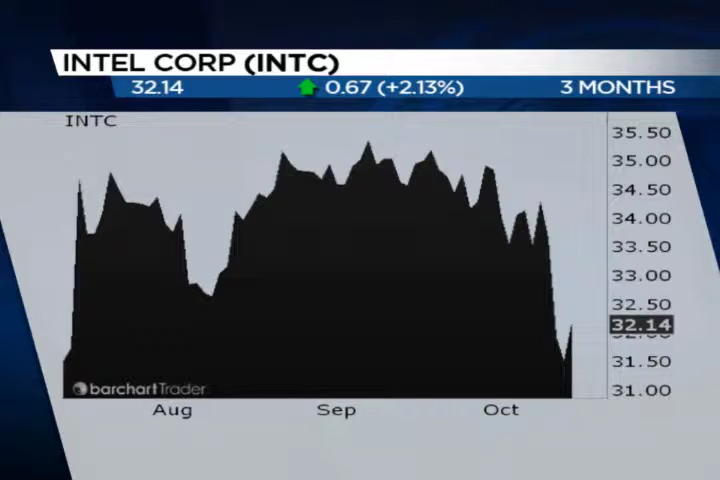 INTEL CORP (INTC)
32.14 0.67 (+2.13%) 3 MONTHS
INTC
35.50
35.00
34.50
34.00
33.50
33.00
32.50
32.14
31.50
31.00
barchartTrader
Aug Sep Oct